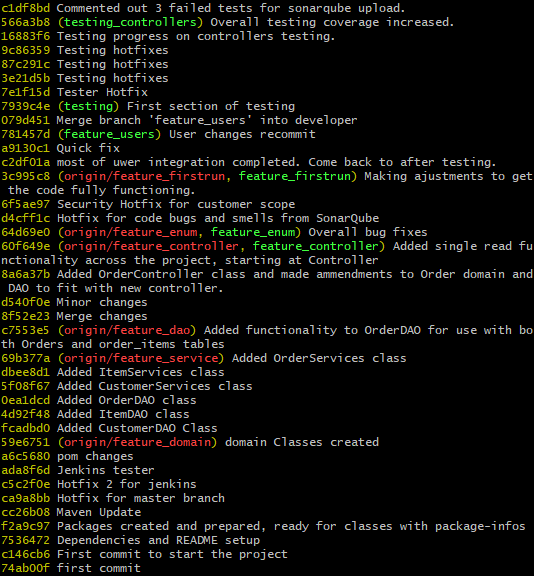 c1df8bd Commented out 3 failed tests for sonarqube upload.
566a3b8 (testing_controllers) Overall testing coverage increased.
16883f6 Testing progress on controllers testing.
9c86359 Testing hotfixes
87c291c Testing hotfixes
3e21d5b Testing hotfixes
7e1f15d Tester Hotfix
7939c4e (testing) First section of testing
079d451 Merge branch 'feature_users' into developer
781457d (feature_users) User changes recommit
a9130c1 Quick fix
c2df01a most of uwer integration completed. Come back to after testing.
3c995c8 (origin/feature_firstrun, feature_firstrun) Making ajustments to get
 the code fully functioning.
6f5ae97 Security Hotfix for customer scope
d4cff1c Hotfix for code bugs and smells from SonarQube
64d69e0 (origin/feature_enum, feature_enum) Overall bug fixes
60f649e (origin/feature_controller, feature_controller) Added single read fu
nctionality across the project, starting at Controller
8a6a37b Added OrderController class and made ammendments to Order domain and
 DAO to fit with new controller.
d540f0e Minor changes
8f52e23 Merge changes
c7553e5 (origin/feature_dao) Added functionality to OrderDAO for use with bo
th Orders and order_items tables
69b377a (origin/feature_service) Added OrderServices class
dbee8d1 Added ItemServices class
5f08f67 Added CustomerServices class
0ea1dcd Added OrderDAO class
4d92f48 Added ItemDAO class
fcadbd0 Added CustomerDAO Class
59e6751 (origin/feature_domain) domain Classes created
a6c5680 pom changes
ada8f6d Jenkins tester
c5c2f0e Hotfix 2 for jenkins
ca9a8bb Hotfix for master branch
cc26b08 Maven Update
f2a9c97 Packages created and prepared, ready for classes with package-infos
7536472 Dependencies and README setup
c146cb6 First commit to start the project
74ab00f first commit